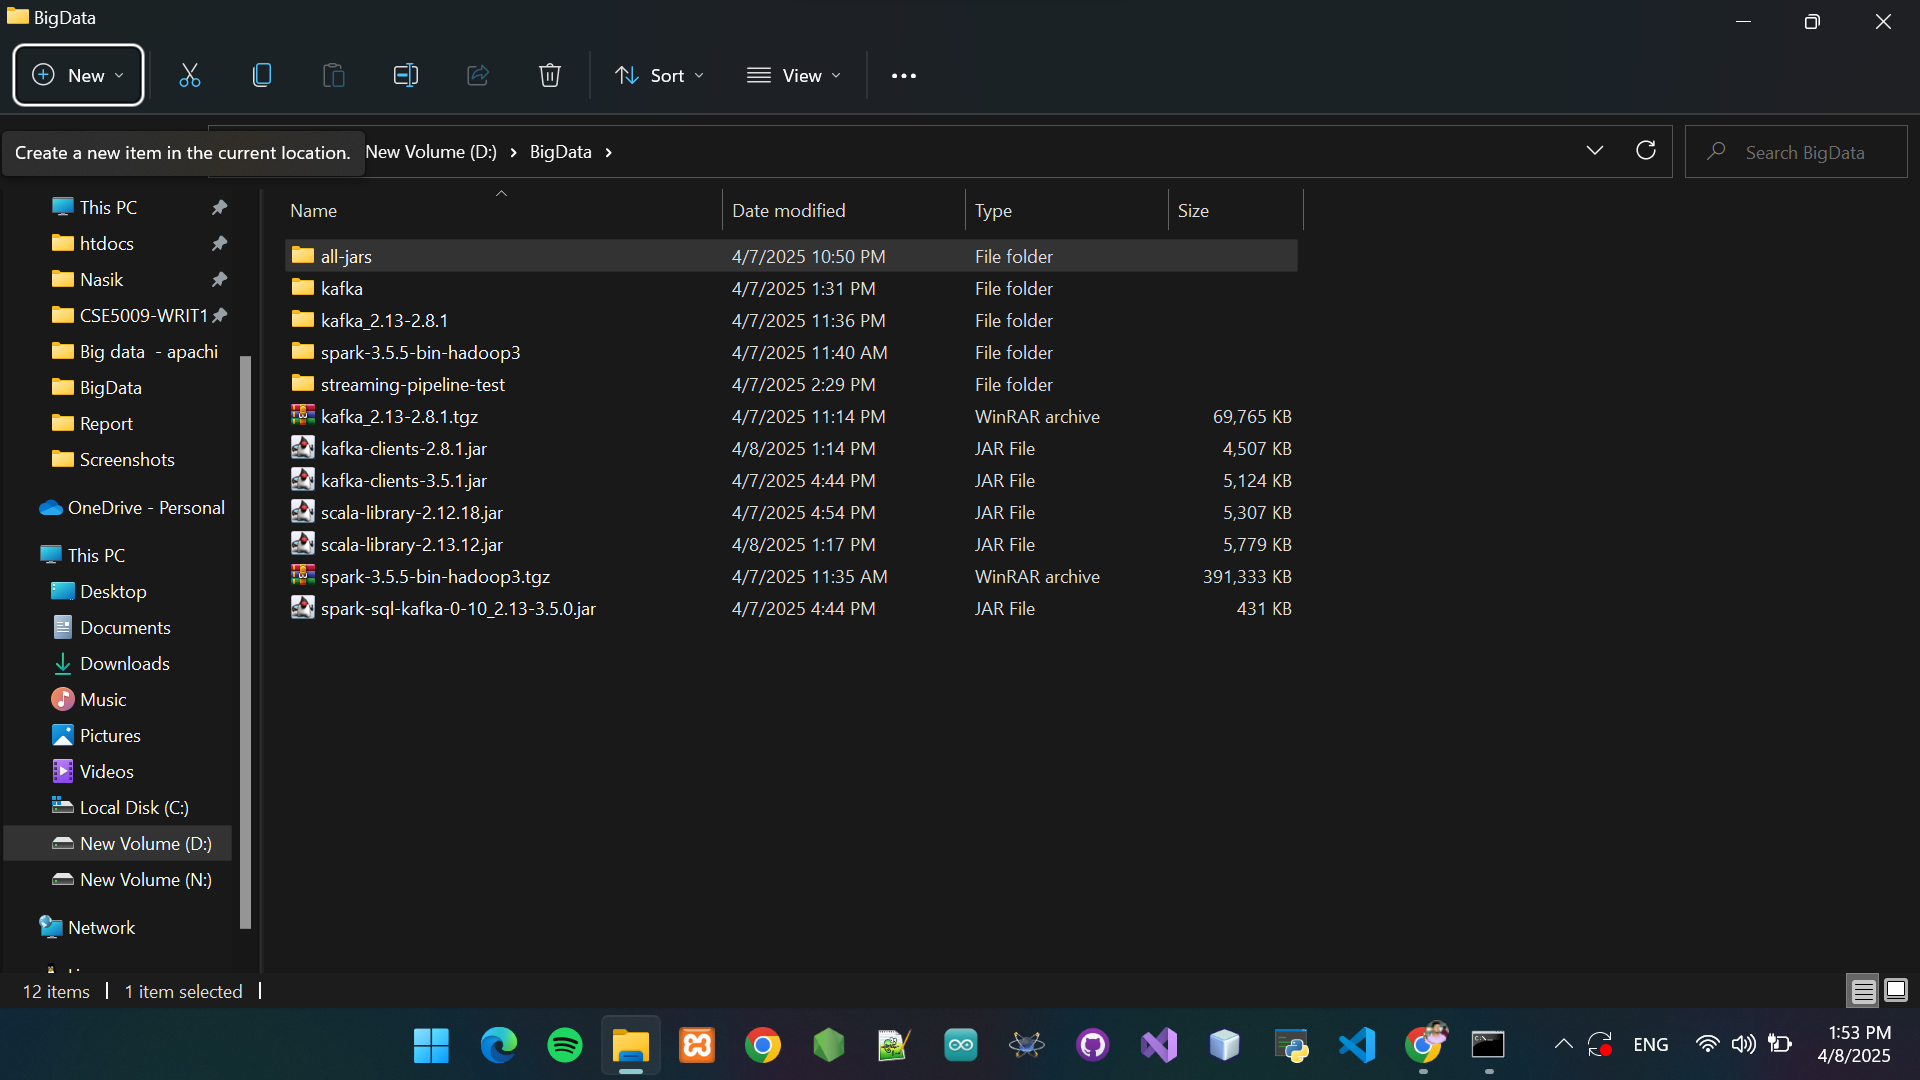 BigData
New
Sort
View
Create a new item in the current location.
New Volume (D:)
BigData
Search BigData
This PC
htdocs
Nasik
CSE5009-WRIT1
Big data - apachi
BigData
Report
Screenshots
OneDrive - Personal
This PC
Desktop
Documents
Downloads
Music
Pictures
Videos
Local Disk (C:)
New Volume (D:)
New Volume (N:)
Network
Name Date modified Type Size
all-jars 4/7/2025 10:50 PM File folder
kafka 4/7/2025 1:31 PM File folder
kafka_2.13-2.8.1 4/7/2025 11:36 PM File folder
spark-3.5.5-bin-hadoop3 4/7/2025 11:40 AM File folder
streaming-pipeline-test 4/7/2025 2:29 PM File folder
kafka_2.13-2.8.1.tgz 4/7/2025 11:14 PM WinRAR archive 69,765 KB
kafka-clients-2.8.1.jar 4/8/2025 1:14 PM JAR File 4,507 KB
kafka-clients-3.5.1.jar 4/7/2025 4:44 PM JAR File 5,124 KB
scala-library-2.12.18.jar 4/7/2025 4:54 PM JAR File 5,307 KB
scala-library-2.13.12.jar 4/8/2025 1:17 PM JAR File 5,779 KB
spark-3.5.5-bin-hadoop3.tgz 4/7/2025 11:35 AM WinRAR archive 391,333 KB
spark-sql-kafka-0-10_2.13-3.5.0.jar 4/7/2025 4:44 PM JAR File 431 KB
12 items
1 item selected
ENG
1:53 PM
4/8/2025